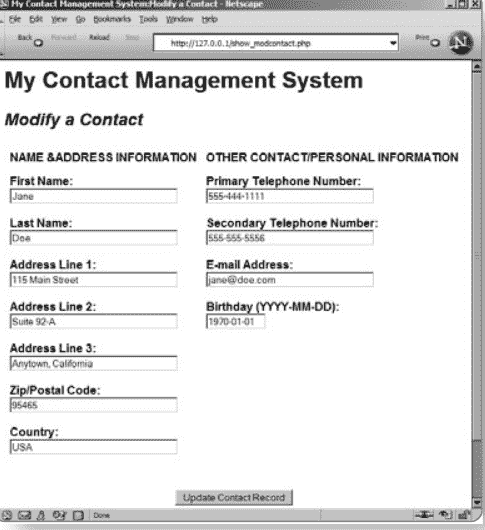 My Contact Management System:Modify a Contact - Netscape
File Edit View Go Bookmarks Tools Window Help
Back Forward Reload Stop http://127.0.0.1/show_modcontact.php Print N
My Contact Management System
Modify a Contact
NAME &ADDRESS INFORMATION OTHER CONTACT/PERSONAL INFORMATION
First Name: Primary Telephone Number:
Jane 555-444-1111
Last Name: Secondary Telephone Number:
Doe 555-555-5556
Address Line 1: E-mail Address:
115 Main Street jane@doe.com
Address Line 2: Birthday (YYYY-MM-DD):
Suite 92-A 1970-01-01
Address Line 3:
Anytown, California
Zip/Postal Code:
95465
Country:
USA
Update Contact Record
Done